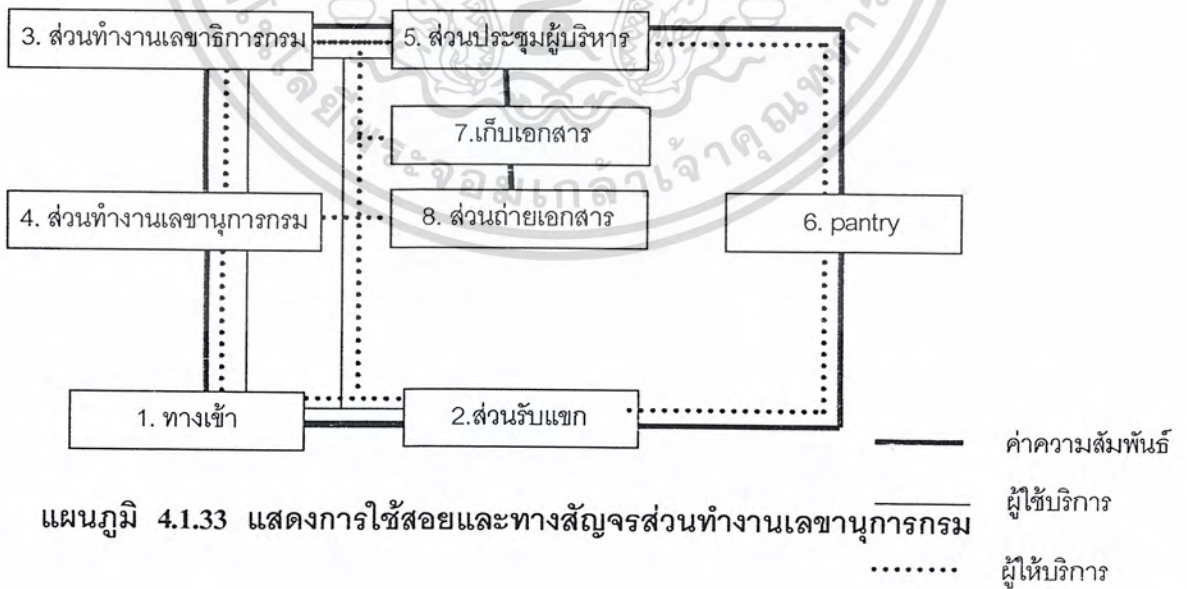 3. ส่วนทำงานเลขาธิการกรม
5. ส่วนประชุมผู้บริหาร
7.เก็บเอกสาร
4. ส่วนทำงานเลขานุการกรม
8. ส่วนถ่ายเอกสาร
6. pantry
1. ทางเข้า
2.ส่วนรับแขก
ค่าความสัมพันธ์
ผู้ใช้บริการ
ผู้ให้บริการ
แผนภูมิ 4.1.33 แสดงการใช้สอยและทางสัญจรส่วนทำงานเลขานุการกรม